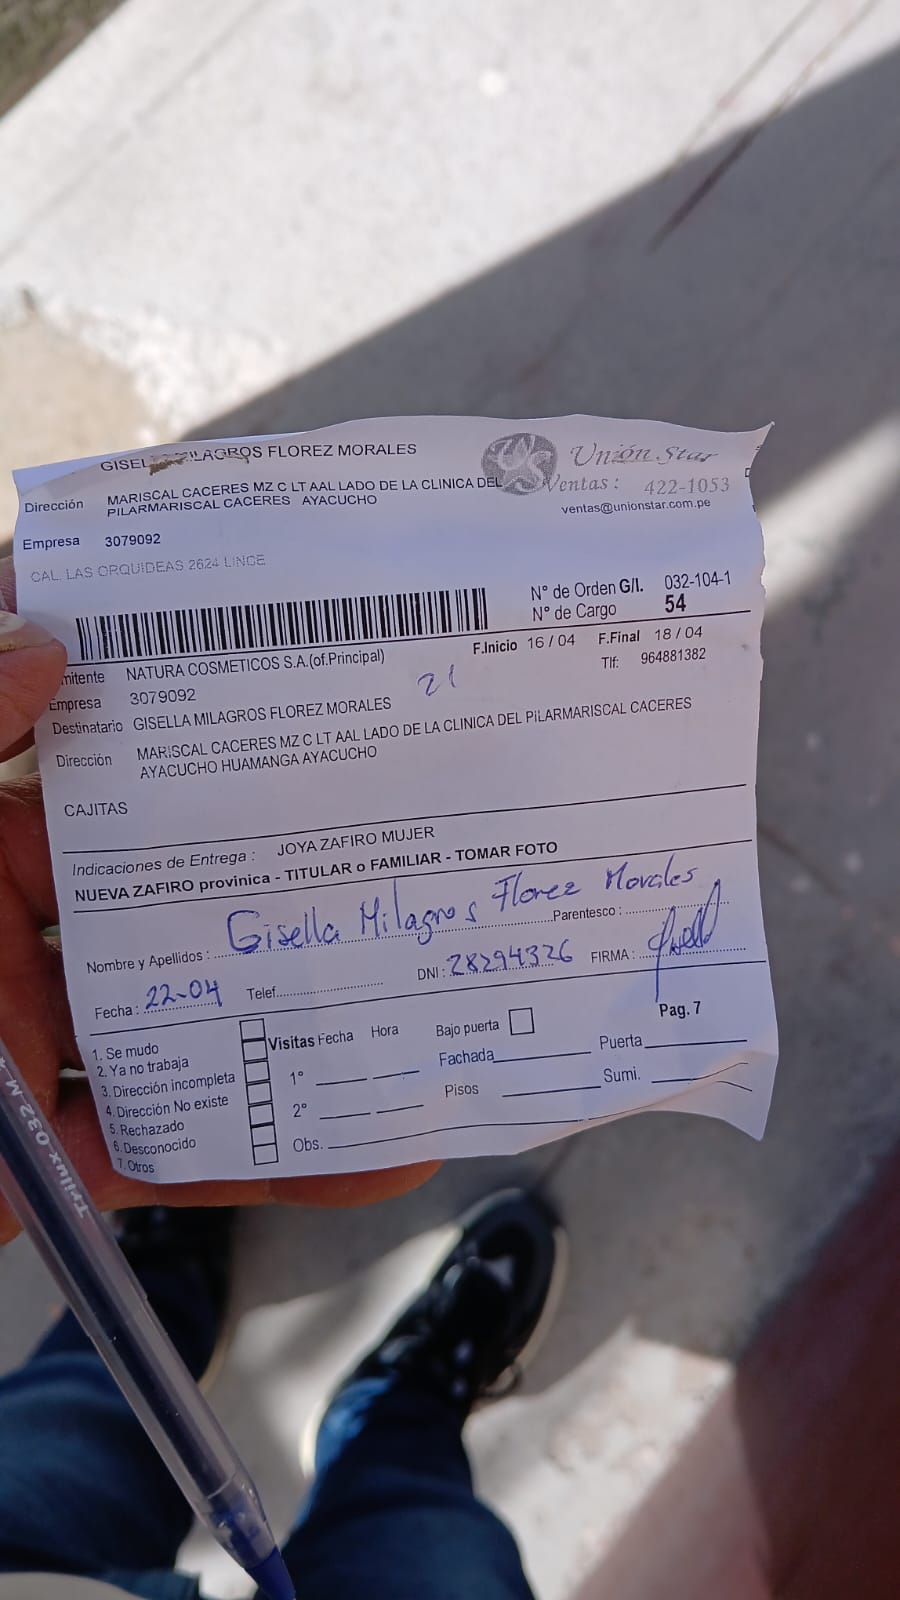 GISELLA MILAGROS FLOREZ MORALES
Unión Star
Dirección MARISCAL CACERES MZ C LT AAL LADO DE LA CLINICA DEL
PILARMARISCAL CACERES AYACUCHO
Ventas: 422-1053
ventas@unionstar.com.pe
Empresa 3079092
CAL. LAS ORQUIDEAS 2624 LINCE
N° de Orden G/I. 032-104-1
N° de Cargo 54
F.Inicio 16 / 04 F.Final 18 / 04
mitente NATURA COSMETICOS S.A.(of.Principal)
Tlf: 964881382
Empresa 3079092
21
Destinatario GISELLA MILAGROS FLOREZ MORALES
Dirección MARISCAL CACERES MZ C LT AAL LADO DE LA CLINICA DEL PILARMARISCAL CACERES
AYACUCHO HUAMANGA AYACUCHO
CAJITAS
Indicaciones de Entrega : JOYA ZAFIRO MUJER
NUEVA ZAFIRO provinica - TITULAR o FAMILIAR - TOMAR FOTO
Nombre y Apellidos : Gisella Milagros Florez Morales Parentesco :
Fecha : 22-04 Telef. DNI : 28294326 FIRMA :
Pag. 7
1. Se mudo
2. Ya no trabaja
3. Dirección incompleta
4. Dirección No existe
5. Rechazado
6. Desconocido
7. Otros
Visitas Fecha Hora Bajo puerta
1° Fachada Puerta
2° Pisos Sumi.
Obs.
Trilux 032 M